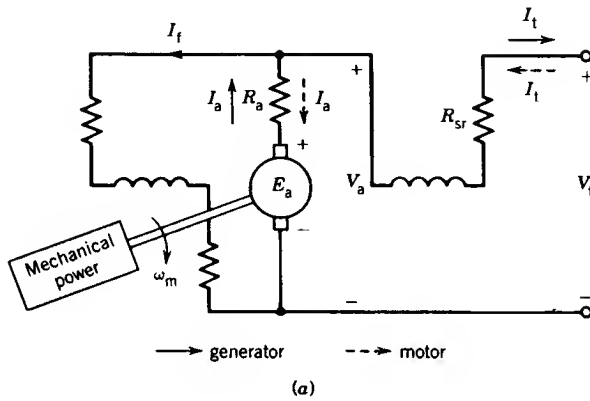 I_f
I_t
I_t
I_a
R_a
I_a
R_sr
+
+
+
E_a
V_a
V_t
−
−
−
Mechanical
power
ω_m
generator
motor
(a)